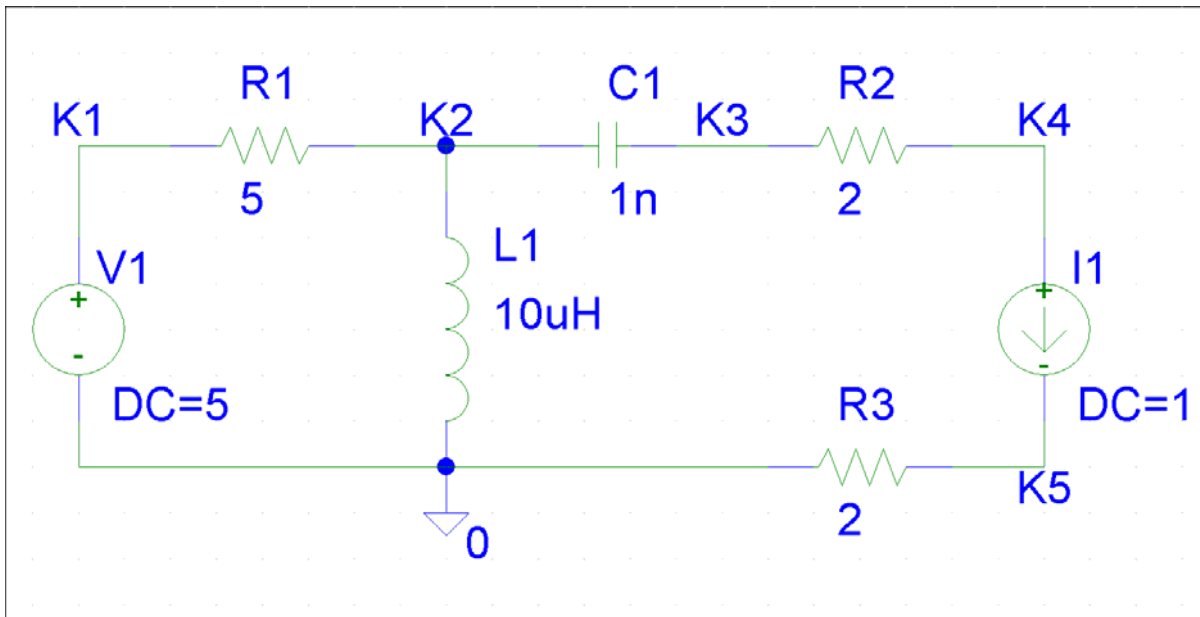 R1
C1
R2
K1
K2
K3
K4
5
1n
2
V1
+
-
DC=5
L1
10uH
I1
+
-
DC=1
R3
2
K5
0